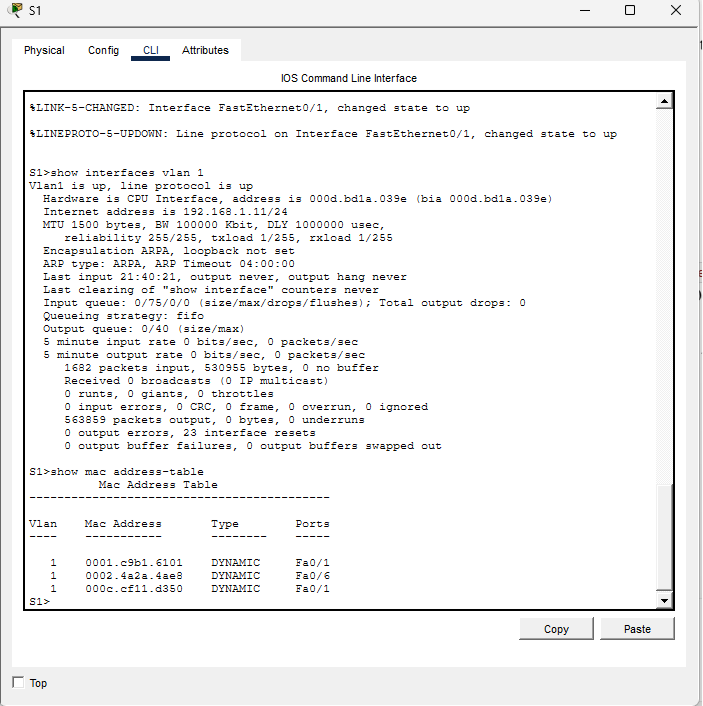 S1
Physical Config CLI Attributes
IOS Command Line Interface
%LINK-5-CHANGED: Interface FastEthernet0/1, changed state to up
%LINEPROTO-5-UPDOWN: Line protocol on Interface FastEthernet0/1, changed state to up
S1>show interfaces vlan 1
Vlan1 is up, line protocol is up
Hardware is CPU Interface, address is 000d.bd1a.039e (bia 000d.bd1a.039e)
Internet address is 192.168.1.11/24
MTU 1500 bytes, BW 100000 Kbit, DLY 1000000 usec,
reliability 255/255, txload 1/255, rxload 1/255
Encapsulation ARPA, loopback not set
ARP type: ARPA, ARP Timeout 04:00:00
Last input 21:40:21, output never, output hang never
Last clearing of "show interface" counters never
Input queue: 0/75/0/0 (size/max/drops/flushes); Total output drops: 0
Queueing strategy: fifo
Output queue: 0/40 (size/max)
5 minute input rate 0 bits/sec, 0 packets/sec
5 minute output rate 0 bits/sec, 0 packets/sec
1682 packets input, 530955 bytes, 0 no buffer
Received 0 broadcasts (0 IP multicast)
0 runts, 0 giants, 0 throttles
0 input errors, 0 CRC, 0 frame, 0 overrun, 0 ignored
563859 packets output, 0 bytes, 0 underruns
0 output errors, 23 interface resets
0 output buffer failures, 0 output buffers swapped out
S1>show mac address-table
Mac Address Table
-------------------------------------------
Vlan Mac Address Type Ports
---- ----------- -------- -----
1 0001.c9b1.6101 DYNAMIC Fa0/1
1 0002.4a2a.4ae8 DYNAMIC Fa0/6
1 000c.cf11.d350 DYNAMIC Fa0/1
S1>
Copy Paste
Top